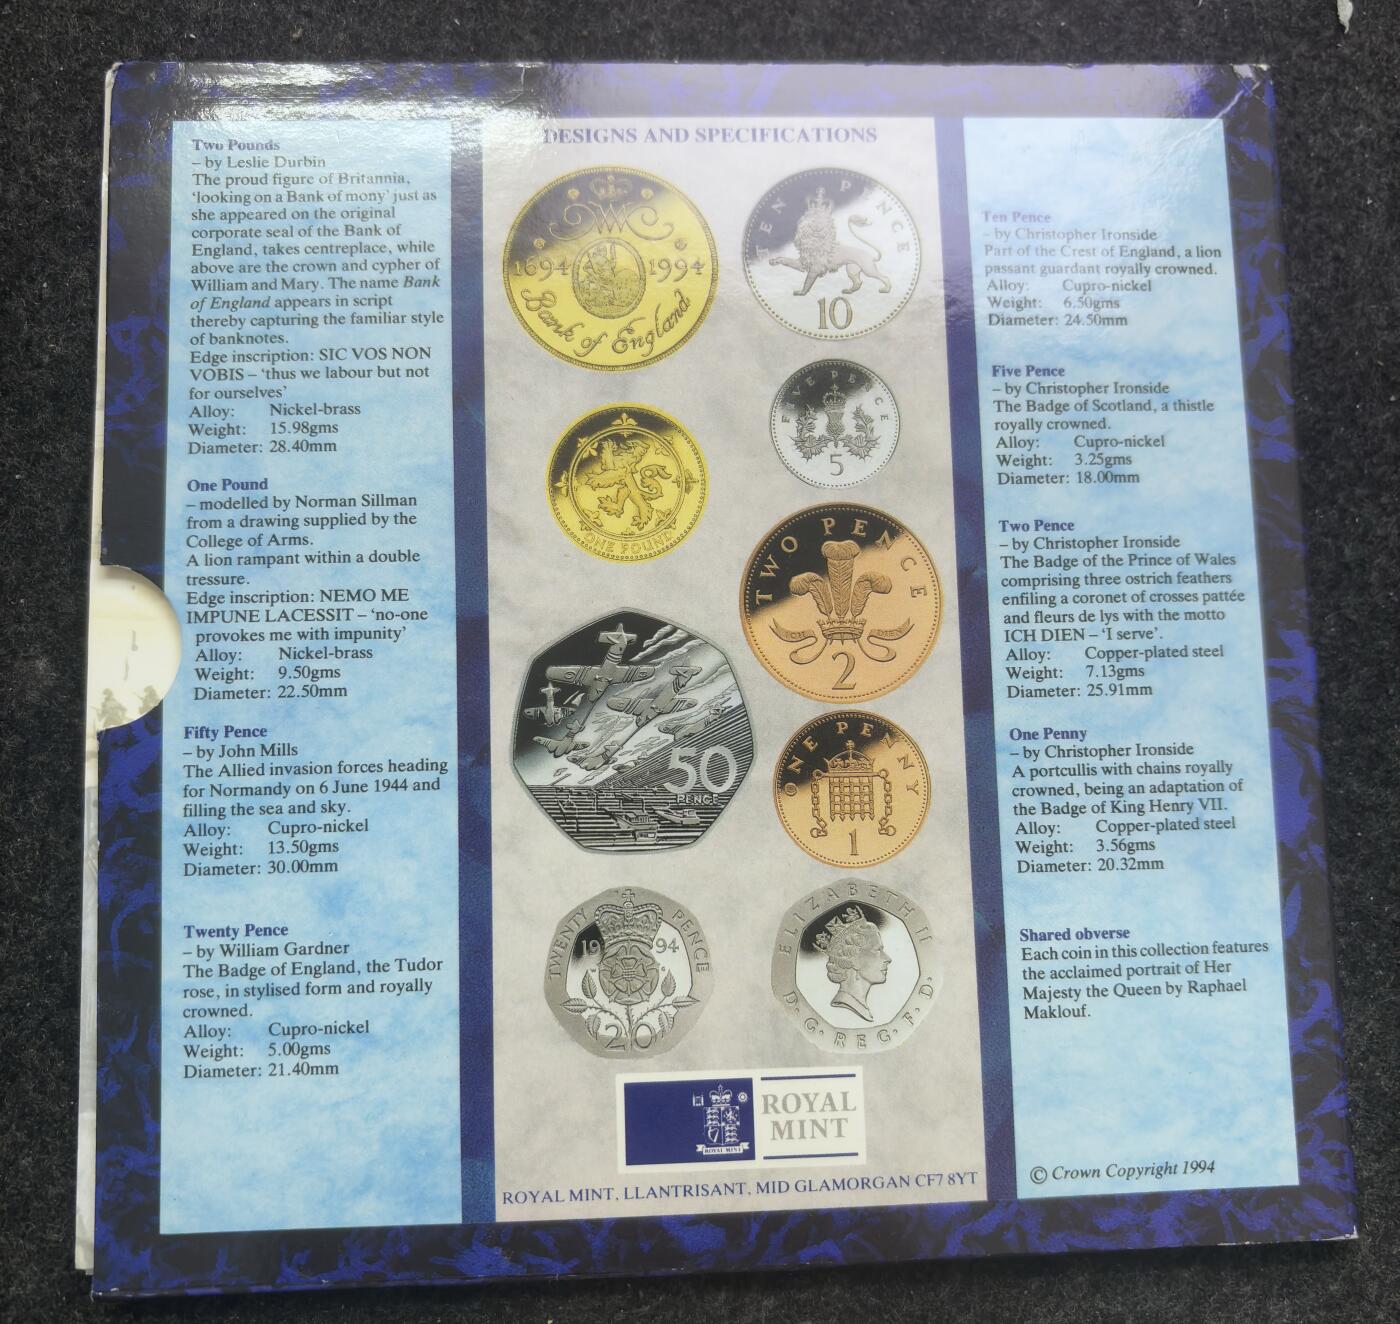 Two Pounds
– by Leslie Durbin
The proud figure of Britannia,
‘looking on a Bank of mony’ just as
she appeared on the original
corporate seal of the Bank of
England, takes centreplace, while
above are the crown and cypher of
William and Mary. The name Bank
of England appears in script
thereby capturing the familiar style
of banknotes.
Edge inscription: SIC VOS NON
VOBIS – ‘thus we labour but not
for ourselves’
Alloy: Nickel-brass
Weight: 15.98gms
Diameter: 28.40mm
One Pound
– modelled by Norman Sillman
from a drawing supplied by the
College of Arms.
A lion rampant within a double
tressure.
Edge inscription: NEMO ME
IMPUNE LACESSIT – ‘no-one
provokes me with impunity’
Alloy: Nickel-brass
Weight: 9.50gms
Diameter: 22.50mm
Fifty Pence
– by John Mills
The Allied invasion forces heading
for Normandy on 6 June 1944 and
filling the sea and sky.
Alloy: Cupro-nickel
Weight: 13.50gms
Diameter: 30.00mm
Twenty Pence
– by William Gardner
The Badge of England, the Tudor
rose, in stylised form and royally
crowned.
Alloy: Cupro-nickel
Weight: 5.00gms
Diameter: 21.40mm
DESIGNS AND SPECIFICATIONS
1694 1994
Bank of England
TEN PENCE
10
FIVE PENCE
5
ONE POUND
TWO PENCE
ICH DIEN
2
50
PENCE
ONE PENNY
1
TWENTY PENCE
19 94
20
ELIZABETH II
D. G. REG. F. D.
ROYAL MINT
ROYAL
MINT
ROYAL MINT, LLANTRISANT, MID GLAMORGAN CF7 8YT
Ten Pence
– by Christopher Ironside
Part of the Crest of England, a lion
passant guardant royally crowned.
Alloy: Cupro-nickel
Weight: 6.50gms
Diameter: 24.50mm
Five Pence
– by Christopher Ironside
The Badge of Scotland, a thistle
royally crowned.
Alloy: Cupro-nickel
Weight: 3.25gms
Diameter: 18.00mm
Two Pence
– by Christopher Ironside
The Badge of the Prince of Wales
comprising three ostrich feathers
enfiling a coronet of crosses pattée
and fleurs de lys with the motto
ICH DIEN – ‘I serve’.
Alloy: Copper-plated steel
Weight: 7.13gms
Diameter: 25.91mm
One Penny
– by Christopher Ironside
A portcullis with chains royally
crowned, being an adaptation of
the Badge of King Henry VII.
Alloy: Copper-plated steel
Weight: 3.56gms
Diameter: 20.32mm
Shared obverse
Each coin in this collection features
the acclaimed portrait of Her
Majesty the Queen by Raphael
Maklouf.
© Crown Copyright 1994